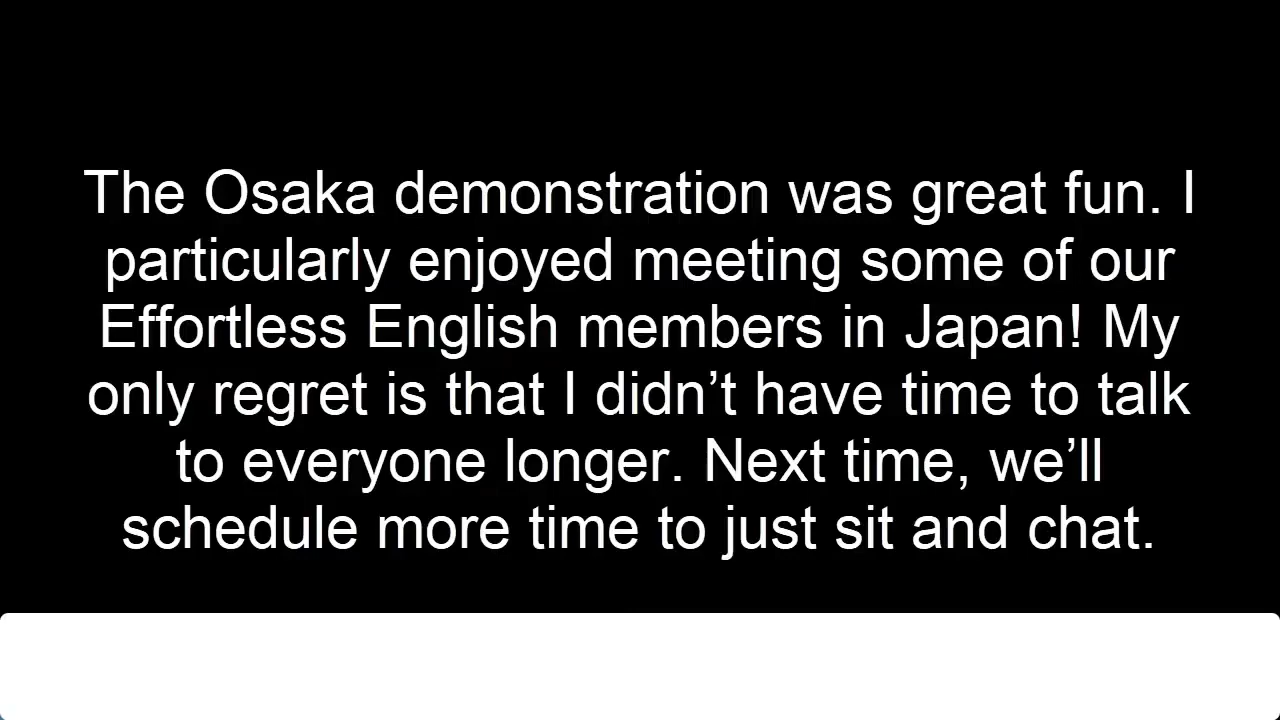 The Osaka demonstration was great fun. I
particularly enjoyed meeting some of our
Effortless English members in Japan! My
only regret is that I didn’t have time to talk
to everyone longer. Next time, we’ll
schedule more time to just sit and chat.